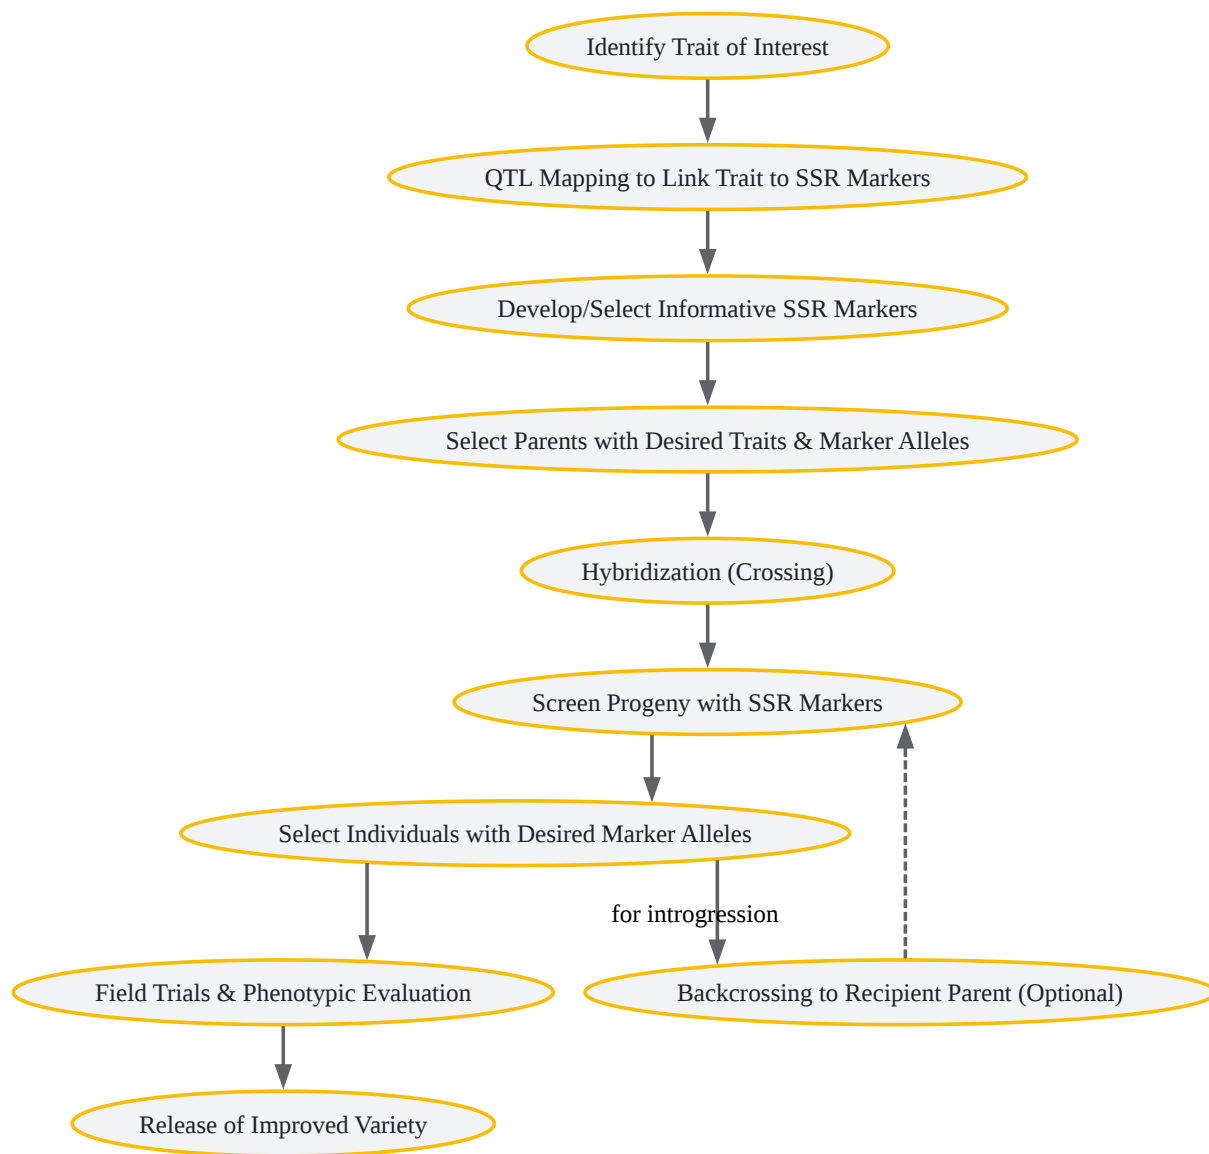 Identify Trait of Interest
QTL Mapping to Link Trait to SSR Markers
Develop/Select Informative SSR Markers
Select Parents with Desired Traits & Marker Alleles
Hybridization (Crossing)
Screen Progeny with SSR Markers
Select Individuals with Desired Marker Alleles
for introgression
Field Trials & Phenotypic Evaluation
Backcrossing to Recipient Parent (Optional)
Release of Improved Variety